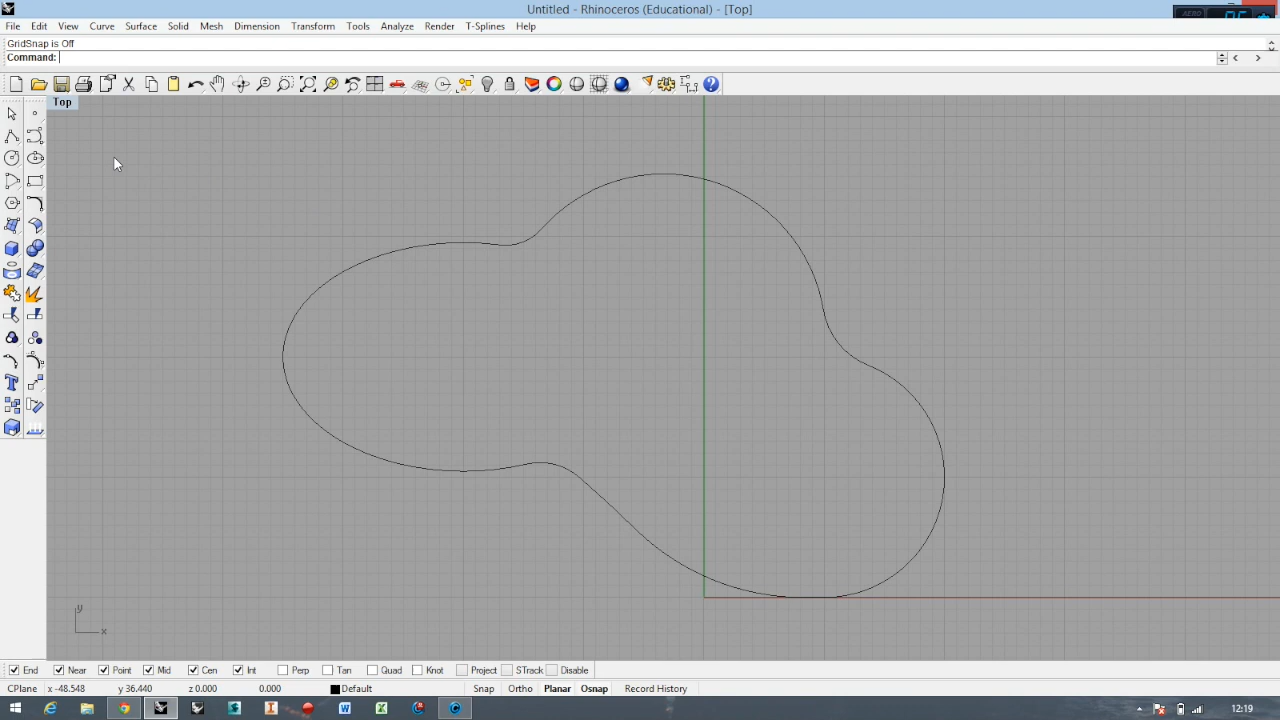 Untitled - Rhinoceros (Educational) - [Top]
File Edit View Curve Surface Solid Mesh Dimension Transform Tools Analyze Render T-Splines Help
GridSnap is Off
Command:
Top
y
x
End Near Point Mid Cen Int Perp Tan Quad Knot Project STrack Disable
CPlane x -48.548 y 36.440 z 0.000 0.000 Default Snap Ortho Planar Osnap Record History
12:19